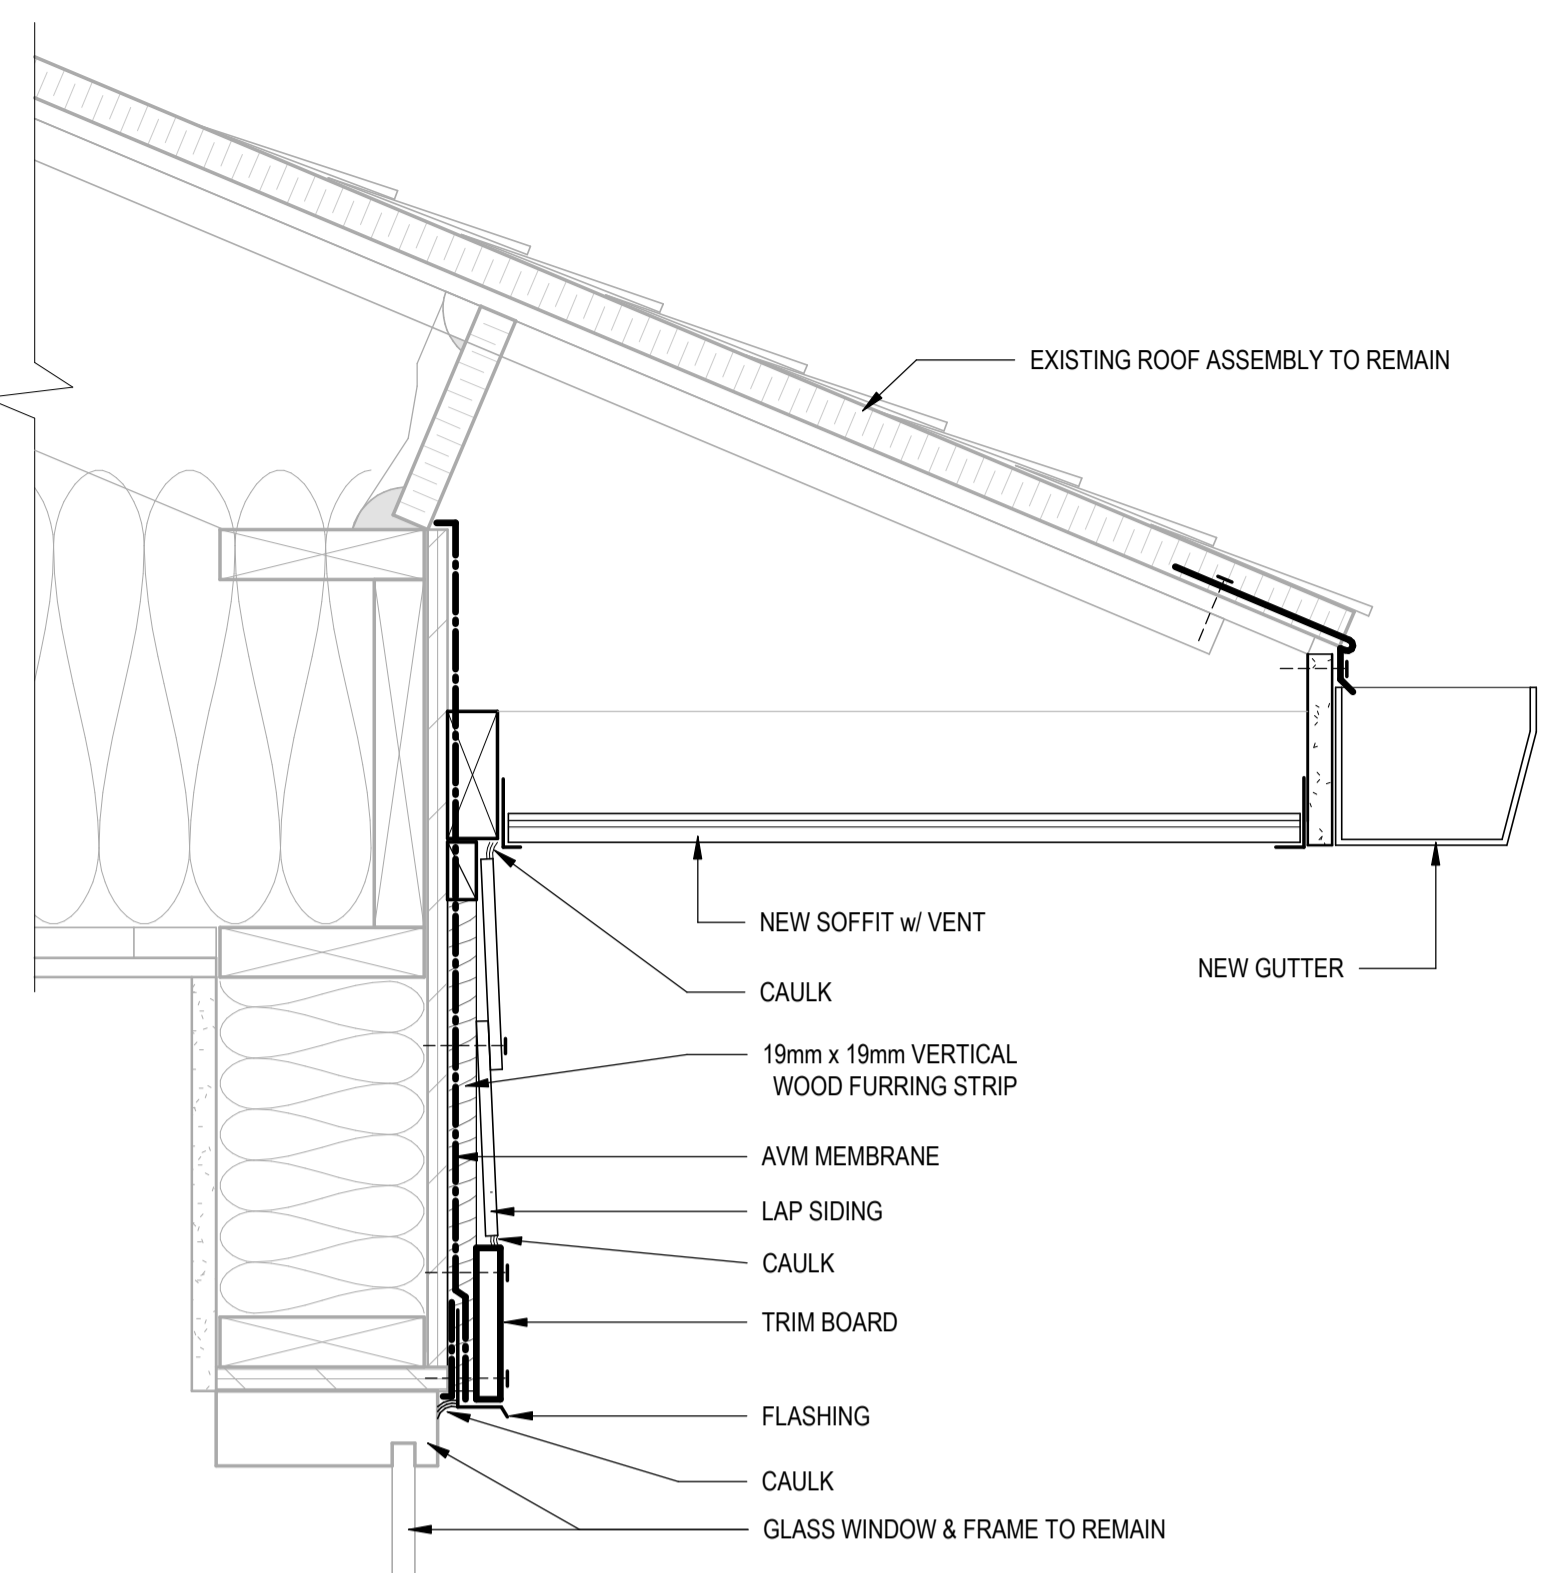 EXISTING ROOF ASSEMBLY TO REMAIN
NEW SOFFIT w/ VENT
NEW GUTTER
CAULK
19mm x 19mm VERTICAL
WOOD FURRING STRIP
AVM MEMBRANE
LAP SIDING
CAULK
TRIM BOARD
FLASHING
CAULK
GLASS WINDOW & FRAME TO REMAIN